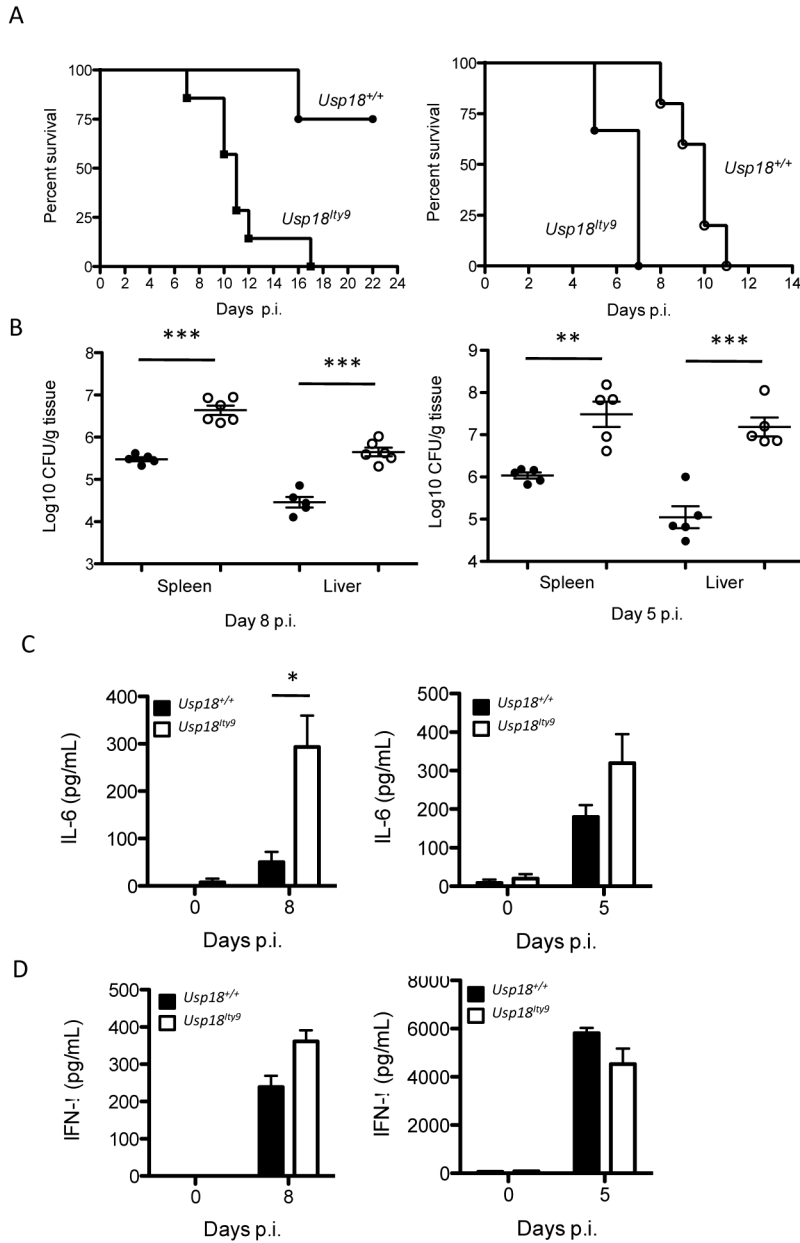 A
Percent survival
100
75
50
25
0
Usp18+/+
Usp18lty9
0 2 4 6 8 10 12 14 16 18 20 22 24
Days p.i.
Percent survival
100
75
50
25
0
Usp18+/+
Usp18lty9
0 2 4 6 8 10 12 14
Days p.i.
B
Log10 CFU/g tissue
8
7
6
5
4
3
*** ***
Spleen Liver
Day 8 p.i.
Log10 CFU/g tissue
9
8
7
6
5
4
** ***
Spleen Liver
Day 5 p.i.
C
IL-6 (pg/mL)
400
300
200
100
0
Usp18+/+
Usp18lty9
*
0 8
Days p.i.
IL-6 (pg/mL)
500
400
300
200
100
0
Usp18+/+
Usp18lty9
0 5
Days p.i.
D
IFN-! (pg/mL)
500
400
300
200
100
0
Usp18+/+
Usp18lty9
0 8
Days p.i.
IFN-! (pg/mL)
8000
6000
4000
2000
0
Usp18+/+
Usp18lty9
0 5
Days p.i.